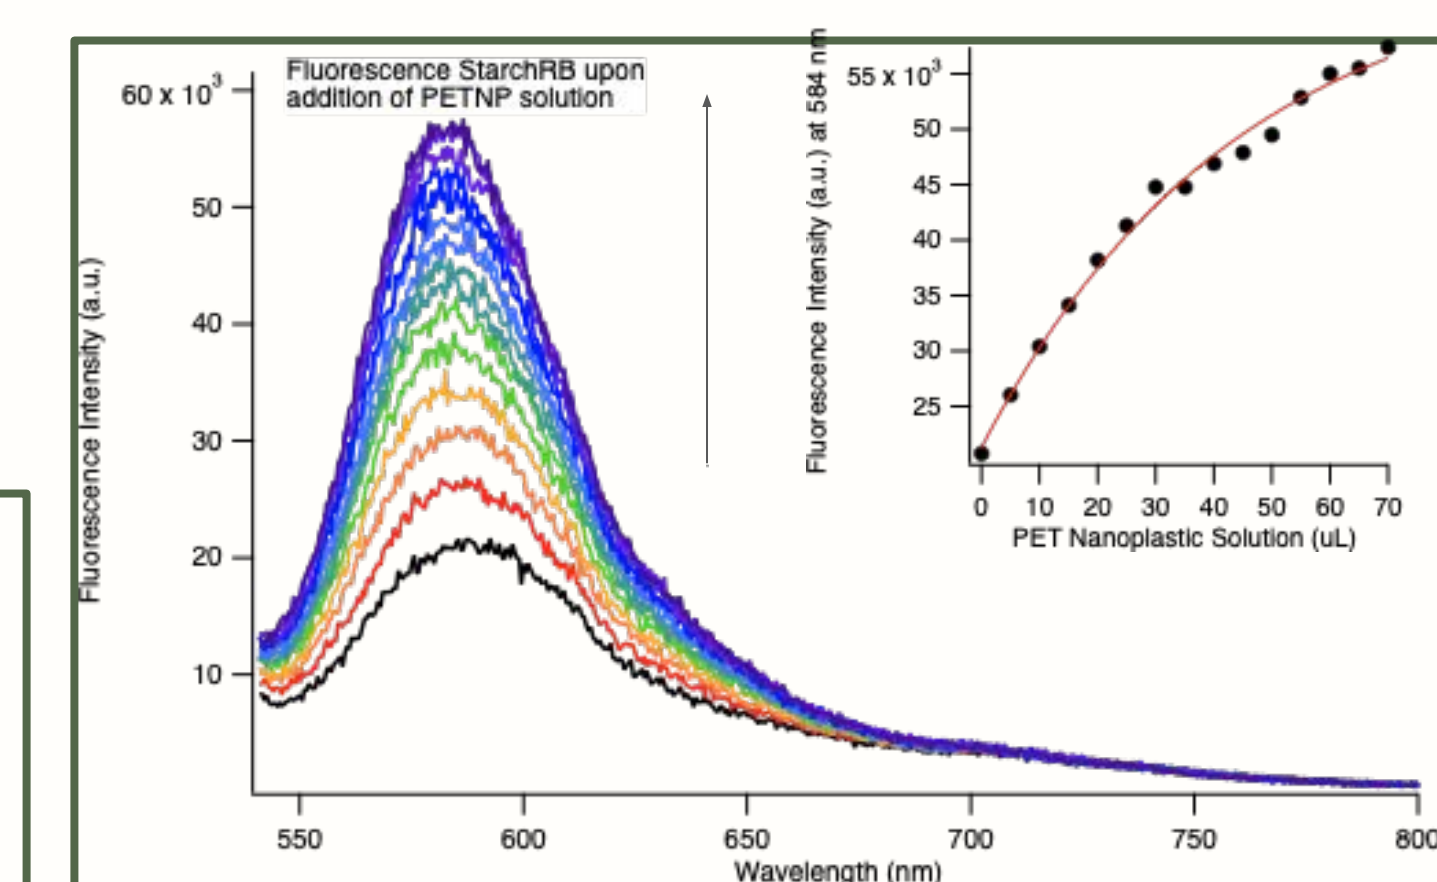 Fluorescence StarchRB upon
addition of PETNP solution
Fluorescence Intensity (a.u.)
60 x 10³
50
40
30
20
10
550 600 650 700 750 800
Wavelength (nm)
Fluorescence Intensity (a.u.) at 584 nm
55 x 10³
50
45
40
35
30
25
0 10 20 30 40 50 60 70
PET Nanoplastic Solution (uL)